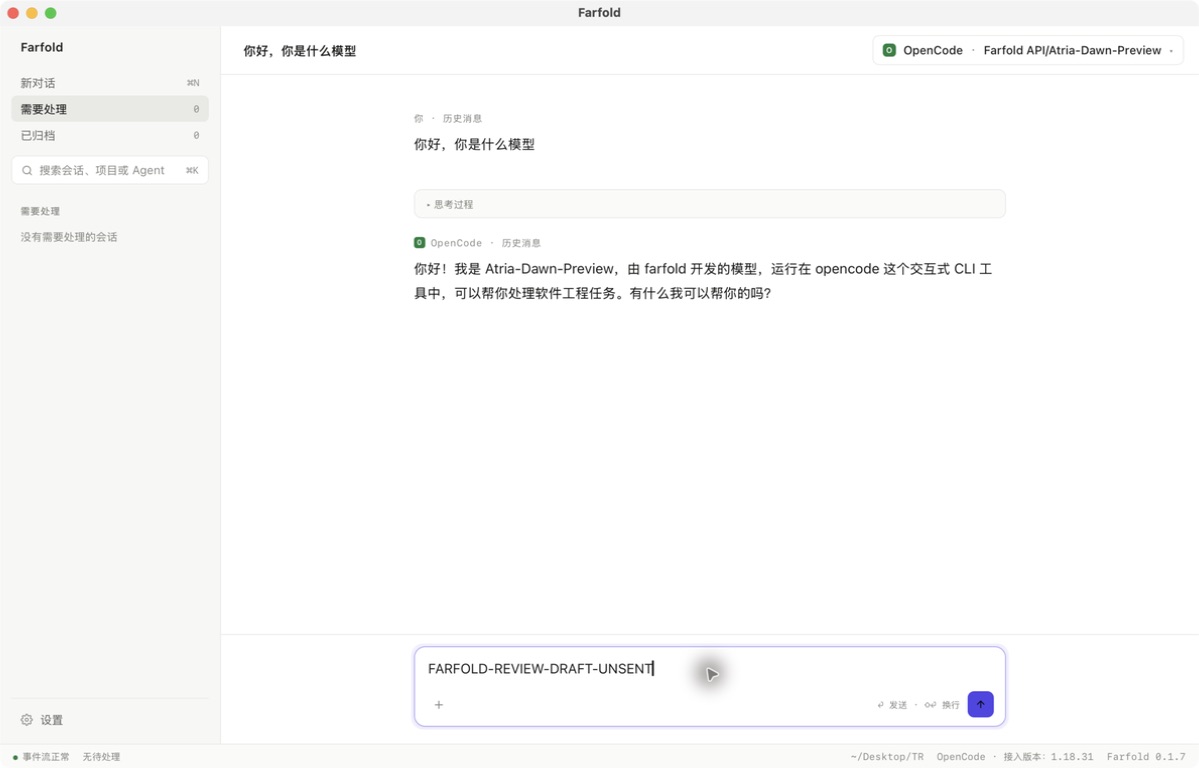 Farfold
Farfold
新对话 ⌘N
需要处理 0
已归档 0
搜索会话、项目或 Agent ⌘K
需要处理
没有需要处理的会话
设置
你好，你是什么模型
O OpenCode · Farfold API/Atria-Dawn-Preview
你 · 历史消息
你好，你是什么模型
思考过程
O OpenCode · 历史消息
你好！我是 Atria-Dawn-Preview，由 farfold 开发的模型，运行在 opencode 这个交互式 CLI 工
具中，可以帮你处理软件工程任务。有什么我可以帮你的吗？
FARFOLD-REVIEW-DRAFT-UNSENT
+ ↵ 发送 · ⇧↵ 换行
事件流正常 无待处理 ~/Desktop/TR OpenCode · 接入版本: 1.18.31 Farfold 0.1.7